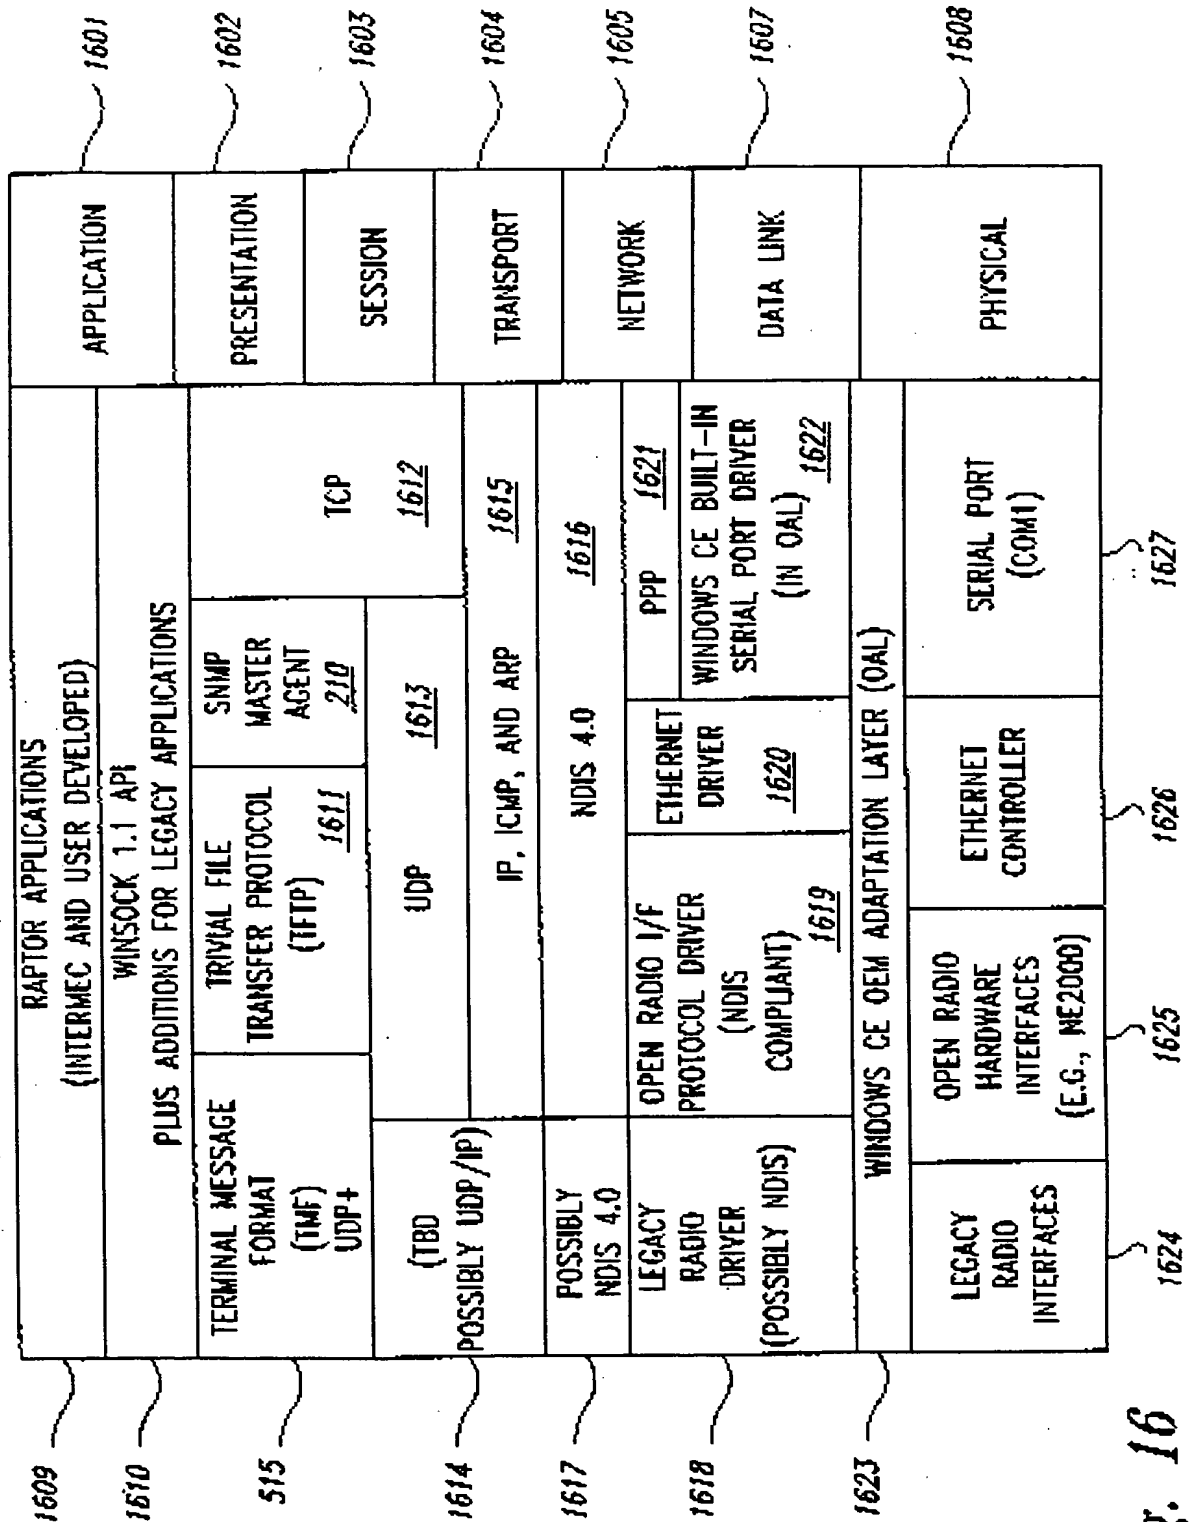 RAPTOR APPLICATIONS
(INTERMEC AND USER DEVELOPED)
1609
APPLICATION
1601
WINSOCK 1.1 API
PLUS ADDITIONS FOR LEGACY APPLICATIONS
1610
PRESENTATION
1602
TERMINAL MESSAGE
FORMAT
(TMF)
UDP+
515
TRIVIAL FILE
TRANSFER PROTOCOL
(TFTP)
1611
SNMP
MASTER
AGENT
210
TCP
1612
SESSION
1603
(TBD
POSSIBLY UDP/IP)
1614
UDP
1613
TRANSPORT
1604
IP, ICMP, AND ARP
1615
POSSIBLY
NDIS 4.0
1617
NDIS 4.0
1616
NETWORK
1605
LEGACY
RADIO
DRIVER
(POSSIBLY NDIS)
1618
OPEN RADIO I/F
PROTOCOL DRIVER
(NDIS
COMPLIANT)
1619
ETHERNET
DRIVER
1620
PPP
1621
WINDOWS CE BUILT-IN
SERIAL PORT DRIVER
(IN OAL)
1622
DATA LINK
1607
WINDOWS CE OEM ADAPTATION LAYER (OAL)
1623
LEGACY
RADIO
INTERFACES
1624
OPEN RADIO
HARDWARE
INTERFACES
(E.G., NE2000)
1625
ETHERNET
CONTROLLER
1626
SERIAL PORT
(COM1)
1627
PHYSICAL
1608
16